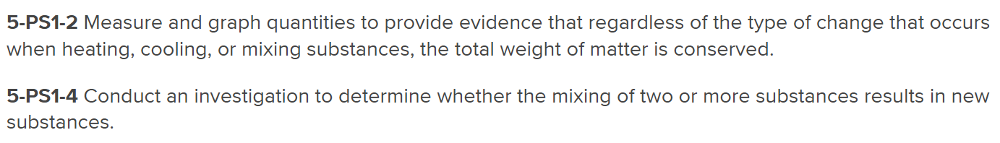 5-PS1-2 Measure and graph quantities to provide evidence that regardless of the type of change that occurs
when heating, cooling, or mixing substances, the total weight of matter is conserved.
5-PS1-4 Conduct an investigation to determine whether the mixing of two or more substances results in new
substances.